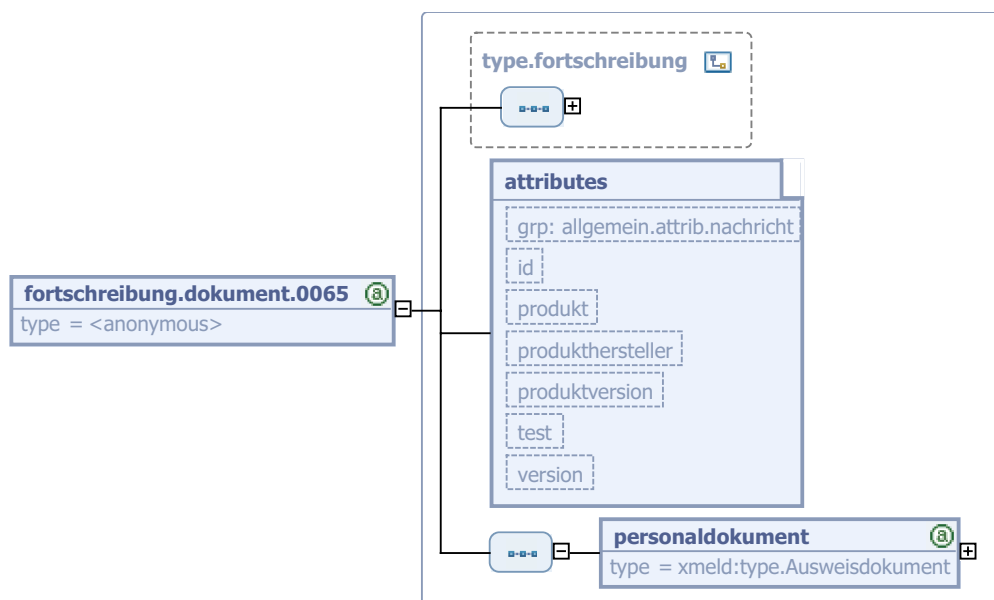 type.fortschreibung
attributes
grp: allgemein.attrib.nachricht
id
fortschreibung.dokument.0065 @
type = <anonymous>
produkt
produkthersteller
produktversion
test
version
personaldokument @
type = xmeld:type.Ausweisdokument